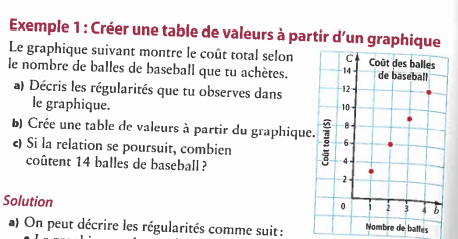 Exemple 1 : Créer une table de valeurs à partir d'un graphique
Le graphique suivant montre le coût total selon
le nombre de balles de baseball que tu achètes.
a) Décris les régularités que tu observes dans
le graphique.
b) Crée une table de valeurs à partir du graphique.
c) Si la relation se poursuit, combien
coûtent 14 balles de baseball ?
C
Coût des balles
de baseball
14
12
10
8
6
4
2
0
1 2 3 4 b
Coût total ($)
Nombre de balles
Solution
a) On peut décrire les régularités comme suit :